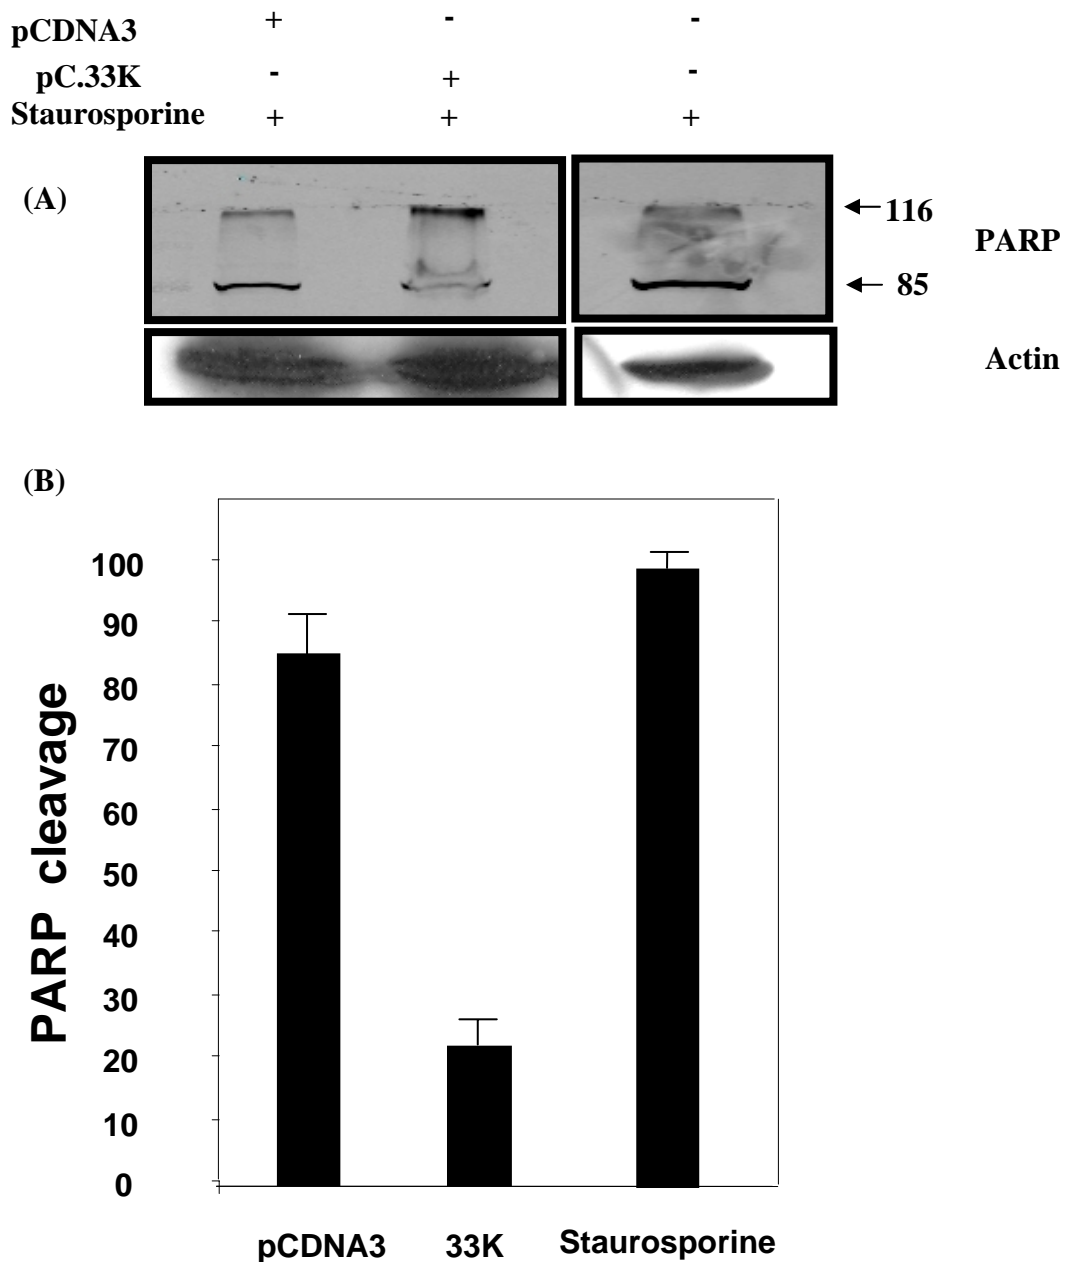 pCDNA3 + - -
pC.33K - + -
Staurosporine + + +
(A)
116
PARP
85
Actin
(B)
PARP cleavage
100
90
80
70
60
50
40
30
20
10
0
pCDNA3 33K Staurosporine